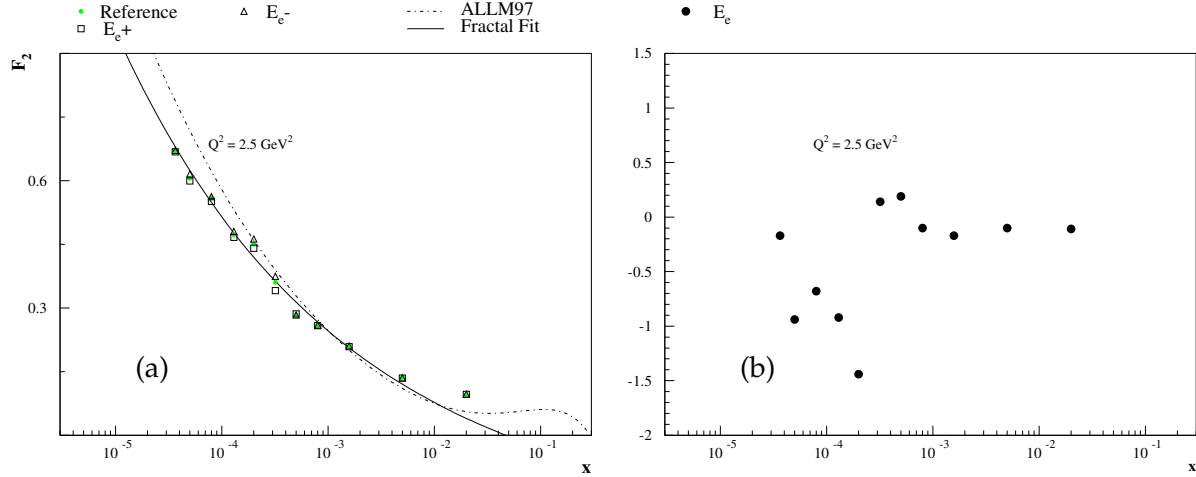 Reference
E_e+
E_e-
ALLM97
Fractal Fit
F_2
Q^2 = 2.5 GeV^2
0.6
0.3
(a)
10^-5 10^-4 10^-3 10^-2 10^-1
x
E_e
1.5
1
0.5
0
-0.5
-1
-1.5
-2
Q^2 = 2.5 GeV^2
(b)
10^-5 10^-4 10^-3 10^-2 10^-1
x